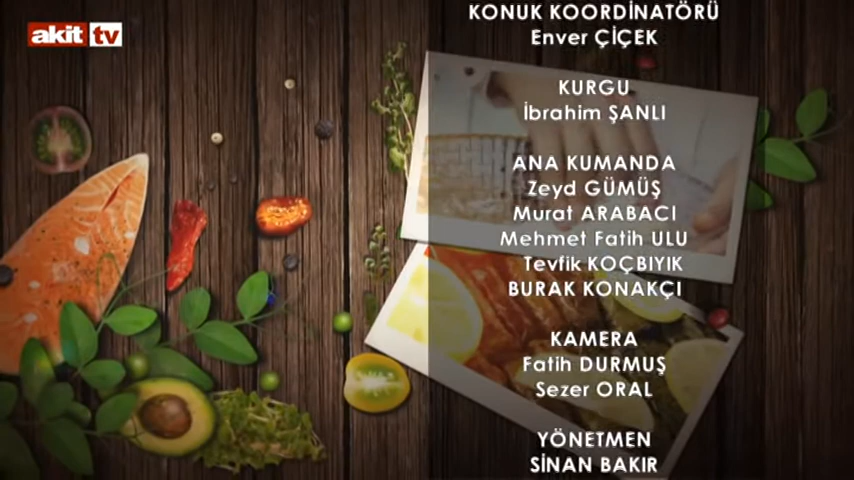 akit tv
KONUK KOORDİNATÖRÜ
Enver ÇİÇEK
KURGU
İbrahim ŞANLI
ANA KUMANDA
Zeyd GÜMÜŞ
Murat ARABACI
Mehmet Fatih ULU
Tevfik KOÇBIYIK
BURAK KONAKÇI
KAMERA
Fatih DURMUŞ
Sezer ORAL
YÖNETMEN
SİNAN BAKIR